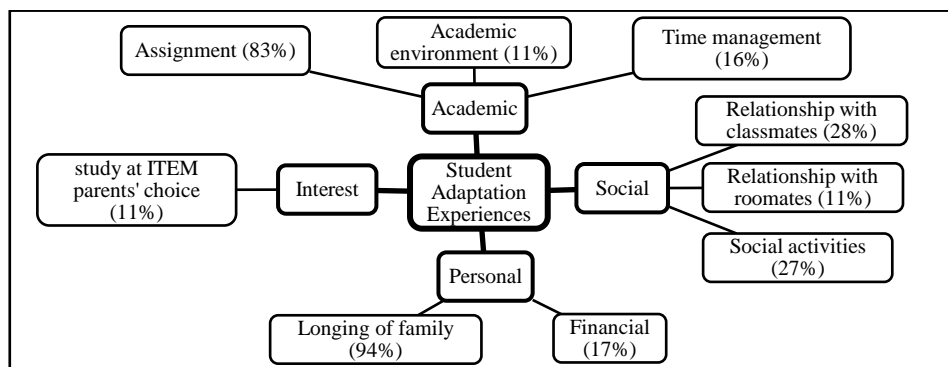 Assignment (83%)
Academic
environment (11%)
Time management
(16%)
Academic
Relationship with
classmates (28%)
study at ITEM
parents' choice
(11%)
Interest
Student
Adaptation
Experiences
Social
Relationship with
roomates (11%)
Social activities
(27%)
Personal
Longing of family
(94%)
Financial
(17%)